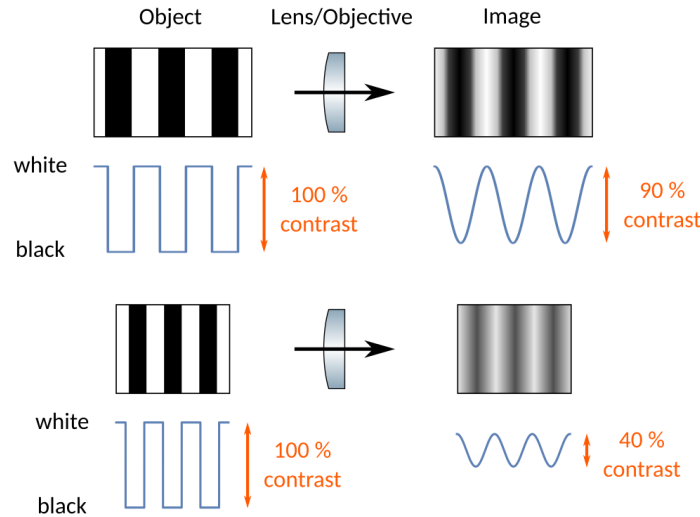 Object
Lens/Objective
Image
white
100 %
contrast
90 %
contrast
black
white
100 %
contrast
40 %
contrast
black